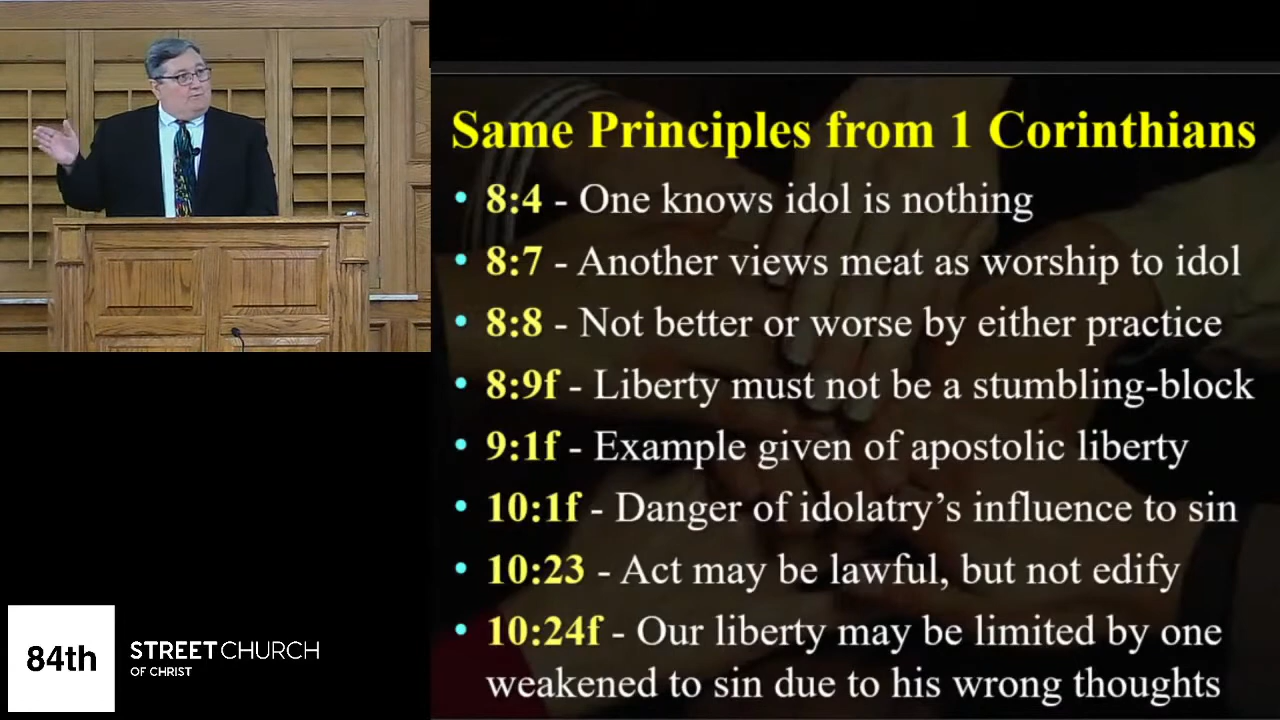 Same Principles from 1 Corinthians
• 8:4 - One knows idol is nothing
• 8:7 - Another views meat as worship to idol
• 8:8 - Not better or worse by either practice
• 8:9f - Liberty must not be a stumbling-block
• 9:1f - Example given of apostolic liberty
• 10:1f - Danger of idolatry’s influence to sin
• 10:23 - Act may be lawful, but not edify
• 10:24f - Our liberty may be limited by one
weakened to sin due to his wrong thoughts
84th
STREET CHURCH
OF CHRIST